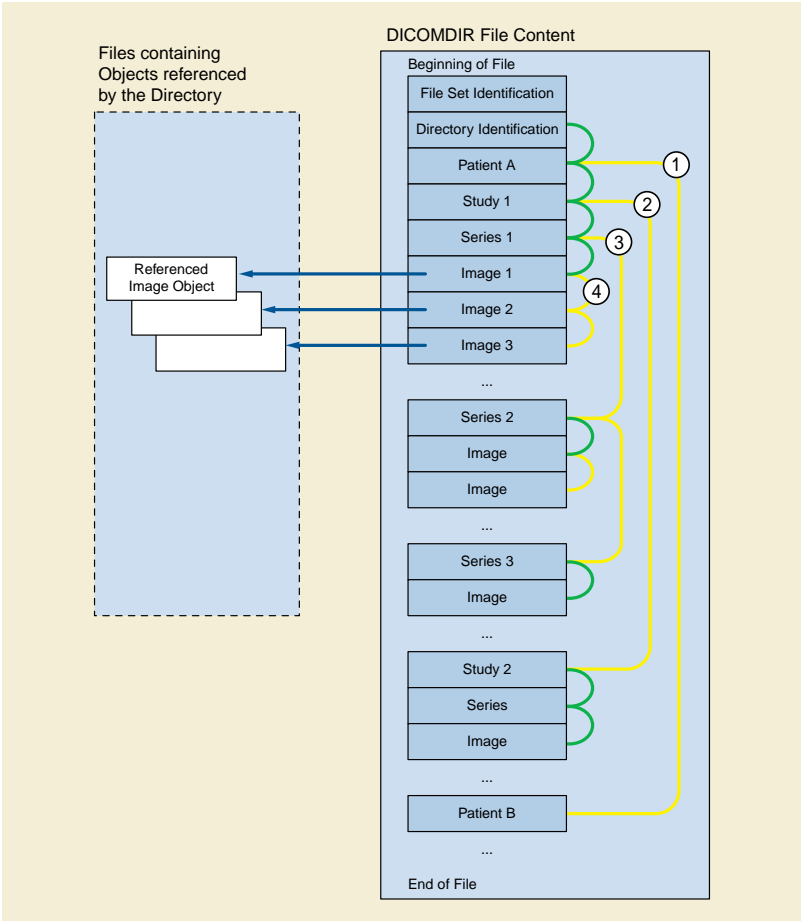 DICOMDIR File Content
Files containing
Objects referenced
by the Directory
Beginning of File
File Set Identification
Directory Identification
Patient A
1
Study 1
2
Series 1
3
Referenced
Image Object
Image 1
4
Image 2
Image 3
...
Series 2
Image
Image
...
Series 3
Image
...
Study 2
Series
Image
...
Patient B
...
End of File